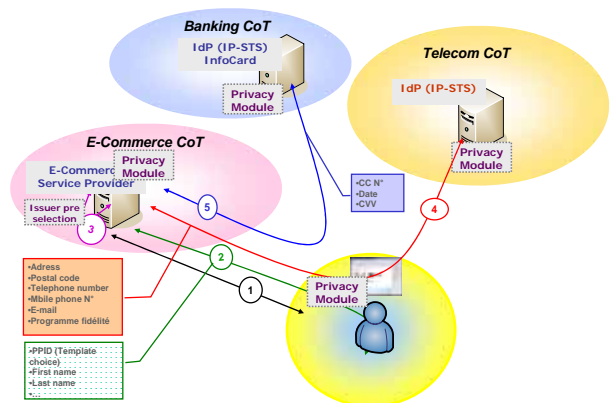 Banking CoT
IdP (IP-STS)
InfoCard
Privacy
Module
Telecom CoT
IdP (IP-STS)
Privacy
Module
E-Commerce CoT
Privacy
Module
E-Commerc
Service Provider
Issuer pre
selection
3
5
•CC N°
•Date
•CVV
4
2
1
•Adress
•Postal code
•Telephone number
•Mbile phone N°
•E-mail
•Programme fidélité
Privacy
Module
•PPID (Template
choice)
•First name
•Last name
•...